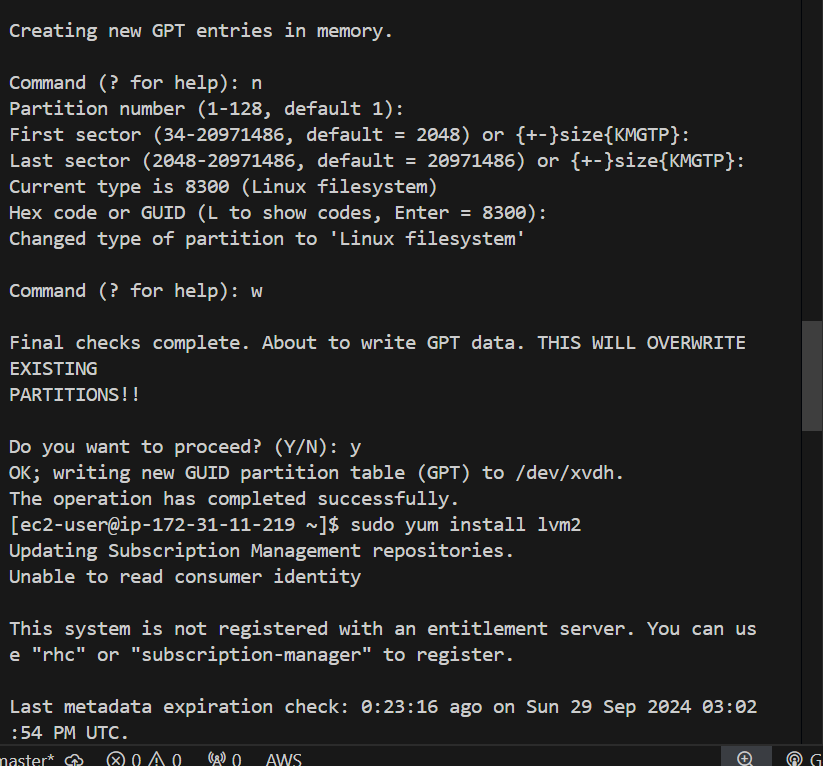 Creating new GPT entries in memory.
Command (? for help): n
Partition number (1-128, default 1):
First sector (34-20971486, default = 2048) or {+-}size{KMGTP}:
Last sector (2048-20971486, default = 20971486) or {+-}size{KMGTP}:
Current type is 8300 (Linux filesystem)
Hex code or GUID (L to show codes, Enter = 8300):
Changed type of partition to 'Linux filesystem'
Command (? for help): w
Final checks complete. About to write GPT data. THIS WILL OVERWRITE
EXISTING
PARTITIONS!!
Do you want to proceed? (Y/N): y
OK; writing new GUID partition table (GPT) to /dev/xvdh.
The operation has completed successfully.
[ec2-user@ip-172-31-11-219 ~]$ sudo yum install lvm2
Updating Subscription Management repositories.
Unable to read consumer identity
This system is not registered with an entitlement server. You can us
e "rhc" or "subscription-manager" to register.
Last metadata expiration check: 0:23:16 ago on Sun 29 Sep 2024 03:02
:54 PM UTC.
master* 0 0 0 AWS G